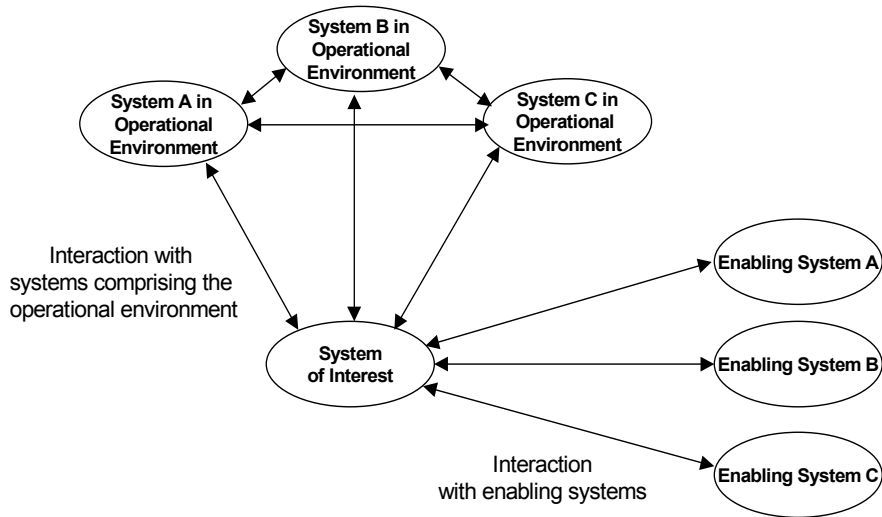 System B in
Operational
Environment
System A in
Operational
Environment
System C in
Operational
Environment
Interaction with
systems comprising the
operational environment
Enabling System A
System
of Interest
Enabling System B
Interaction
with enabling systems
Enabling System C